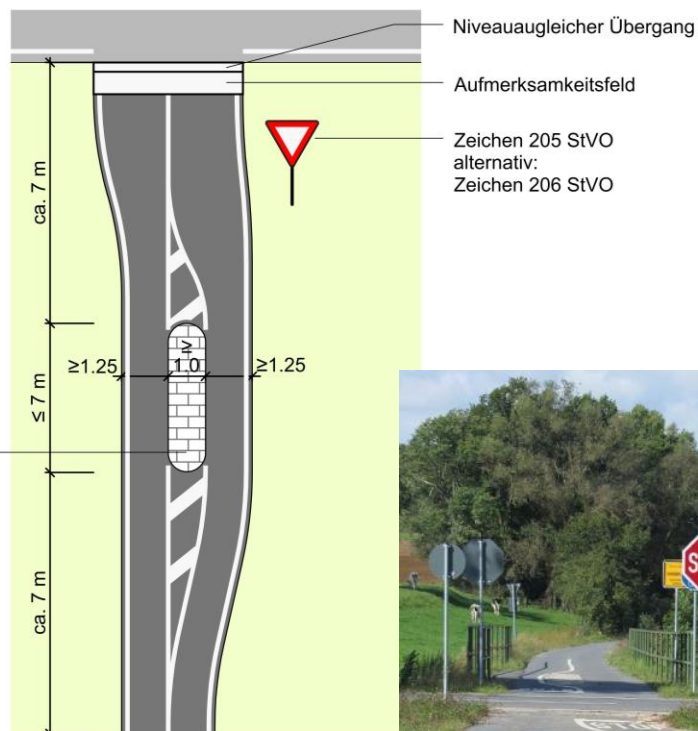 Niveauaugleicher Übergang
Aufmerksamkeitsfeld
Zeichen 205 StVO
alternativ:
Zeichen 206 StVO
ca. 7 m
≤ 7 m
ca. 7 m
≥1.25
≥
1.0
≥1.25
S
STOP